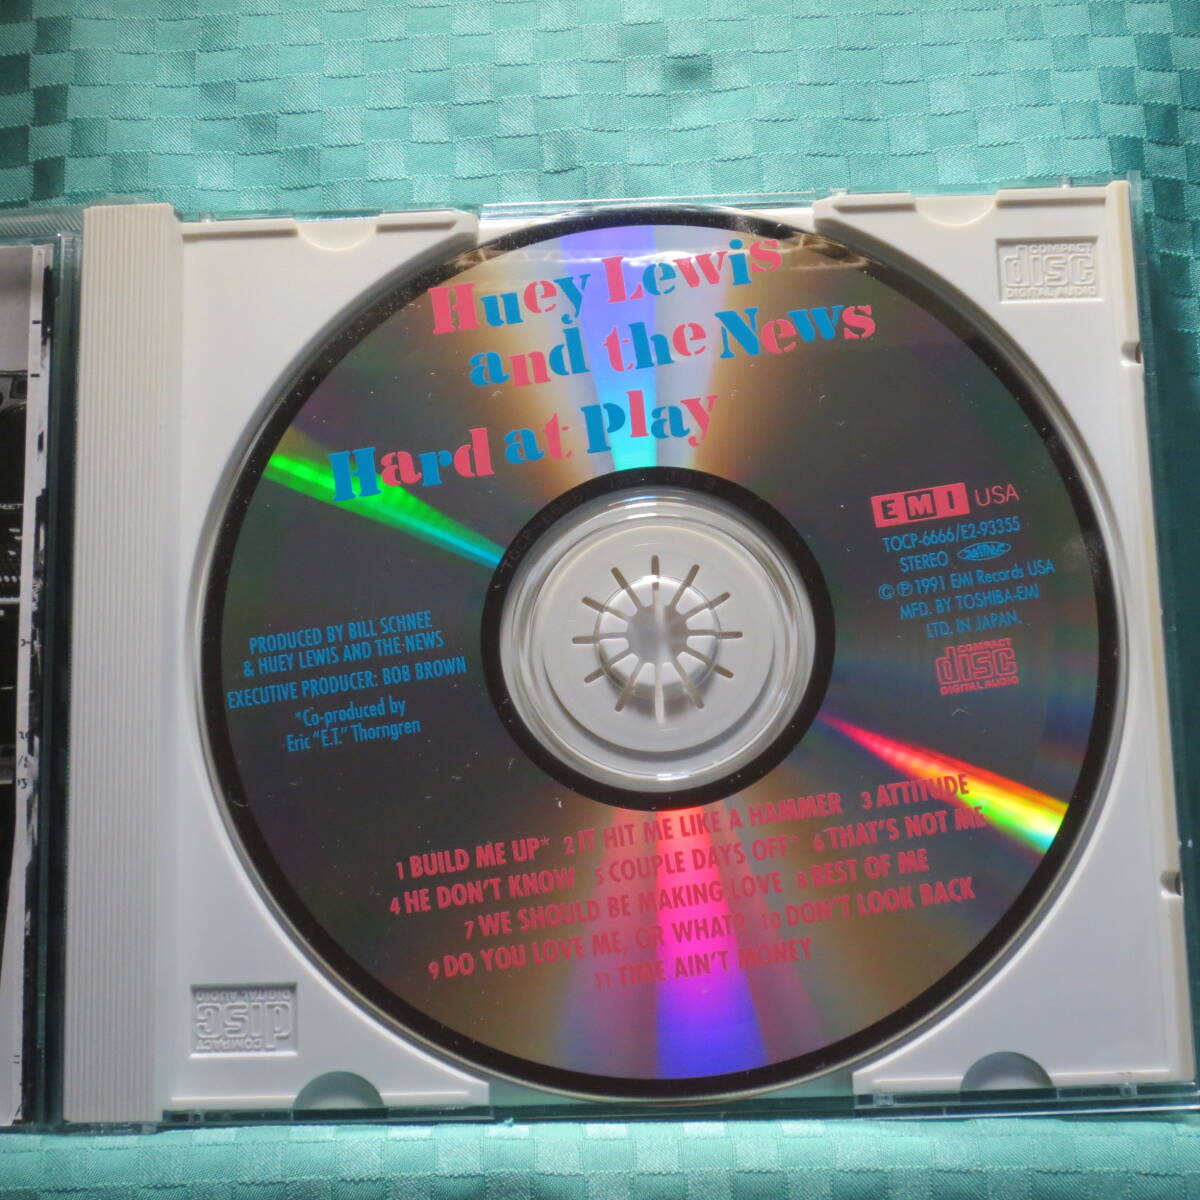 Huey Lewis
and the News
Hard at Play
EMI USA
TOCP-6666/E2-93355
STEREO
©Ⓟ1991 EMI Records USA
MFD. BY TOSHIBA-EMI
LTD. IN JAPAN.
COMPACT
disc
DIGITAL AUDIO
PRODUCED BY BILL SCHNEE
& HUEY LEWIS AND THE NEWS
EXECUTIVE PRODUCER: BOB BROWN
*Co-produced by
Eric "E.T." Thorngren
1 BUILD ME UP* 2 IT HIT ME LIKE A HAMMER 3 ATTITUDE
4 HE DON'T KNOW 5 COUPLE DAYS OFF* 6 THAT'S NOT ME
7 WE SHOULD BE MAKING LOVE 8 BEST OF ME
9 DO YOU LOVE ME, OR WHAT? 10 DON'T LOOK BACK
11 TIME AIN'T MONEY
COMPACT
disc
DIGITAL AUDIO
COMPACT
disc
DIGITAL AUDIO